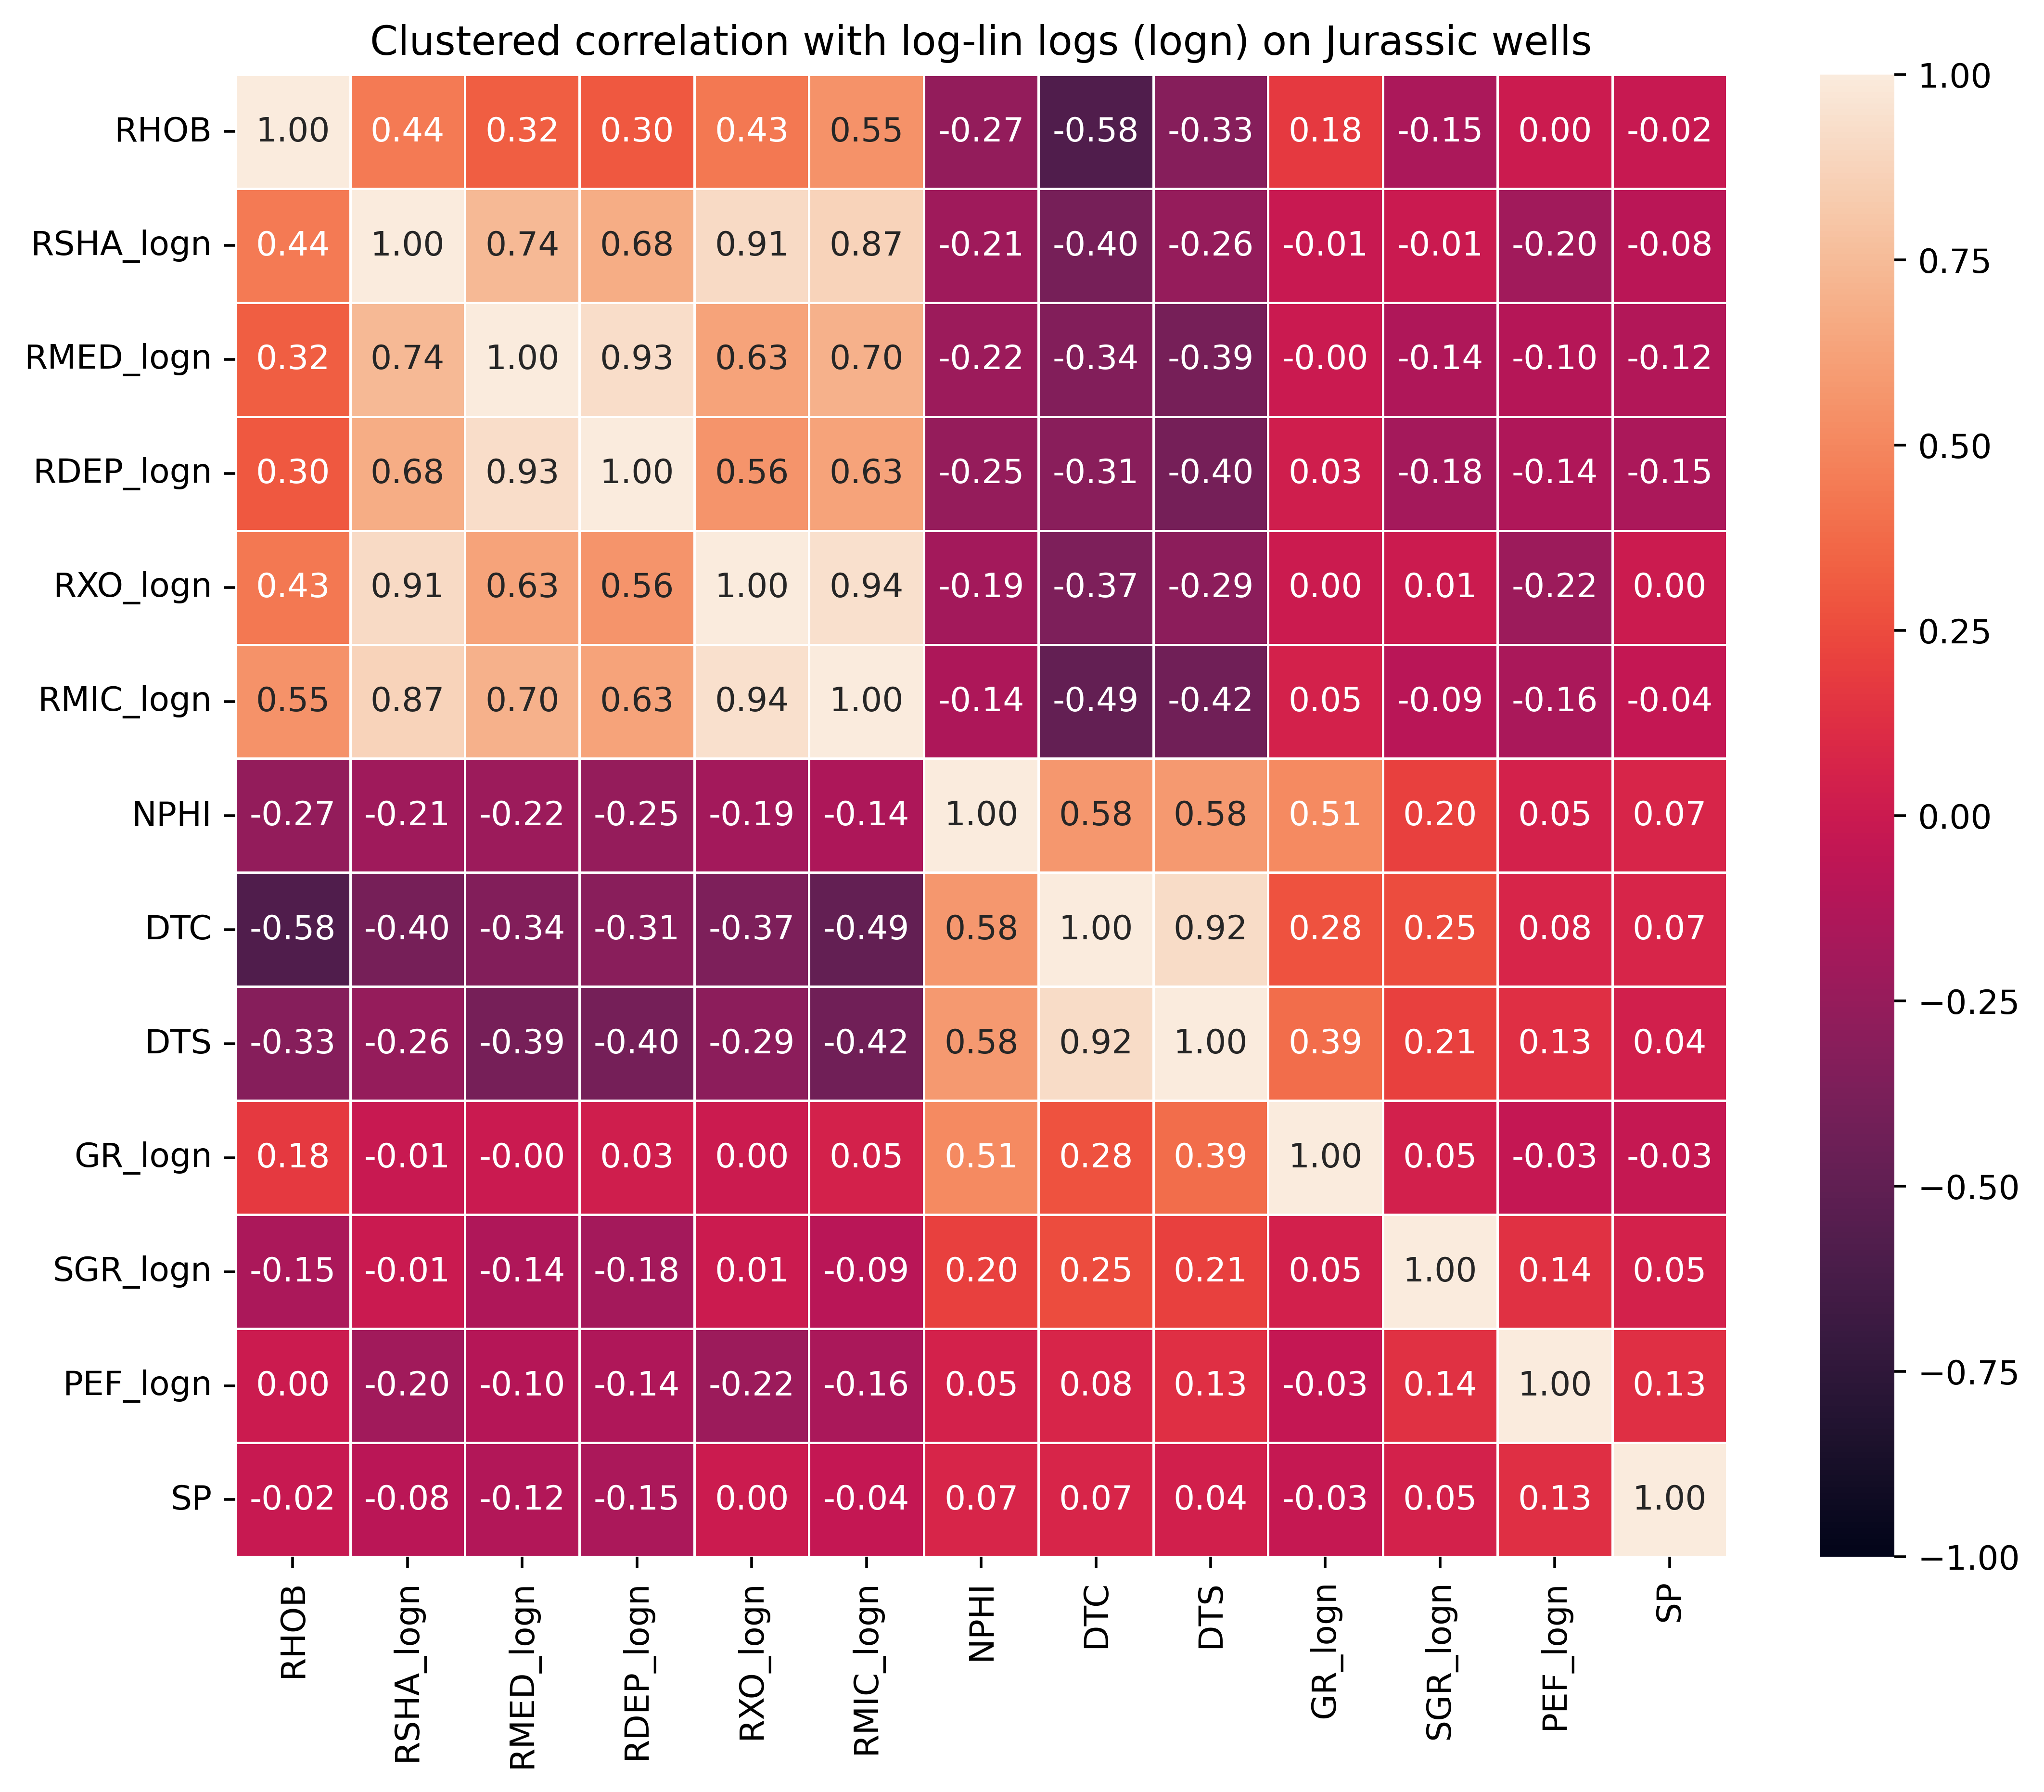 Clustered correlation with log-lin logs (logn) on Jurassic wells
RHOB 1.00 0.44 0.32 0.30 0.43 0.55 -0.27 -0.58 -0.33 0.18 -0.15 0.00 -0.02
RSHA_logn 0.44 1.00 0.74 0.68 0.91 0.87 -0.21 -0.40 -0.26 -0.01 -0.01 -0.20 -0.08
RMED_logn 0.32 0.74 1.00 0.93 0.63 0.70 -0.22 -0.34 -0.39 -0.00 -0.14 -0.10 -0.12
RDEP_logn 0.30 0.68 0.93 1.00 0.56 0.63 -0.25 -0.31 -0.40 0.03 -0.18 -0.14 -0.15
RXO_logn 0.43 0.91 0.63 0.56 1.00 0.94 -0.19 -0.37 -0.29 0.00 0.01 -0.22 0.00
RMIC_logn 0.55 0.87 0.70 0.63 0.94 1.00 -0.14 -0.49 -0.42 0.05 -0.09 -0.16 -0.04
NPHI -0.27 -0.21 -0.22 -0.25 -0.19 -0.14 1.00 0.58 0.58 0.51 0.20 0.05 0.07
DTC -0.58 -0.40 -0.34 -0.31 -0.37 -0.49 0.58 1.00 0.92 0.28 0.25 0.08 0.07
DTS -0.33 -0.26 -0.39 -0.40 -0.29 -0.42 0.58 0.92 1.00 0.39 0.21 0.13 0.04
GR_logn 0.18 -0.01 -0.00 0.03 0.00 0.05 0.51 0.28 0.39 1.00 0.05 -0.03 -0.03
SGR_logn -0.15 -0.01 -0.14 -0.18 0.01 -0.09 0.20 0.25 0.21 0.05 1.00 0.14 0.05
PEF_logn 0.00 -0.20 -0.10 -0.14 -0.22 -0.16 0.05 0.08 0.13 -0.03 0.14 1.00 0.13
SP -0.02 -0.08 -0.12 -0.15 0.00 -0.04 0.07 0.07 0.04 -0.03 0.05 0.13 1.00
RHOB RSHA_logn RMED_logn RDEP_logn RXO_logn RMIC_logn NPHI DTC DTS GR_logn SGR_logn PEF_logn SP
1.00
0.75
0.50
0.25
0.00
−0.25
−0.50
−0.75
−1.00